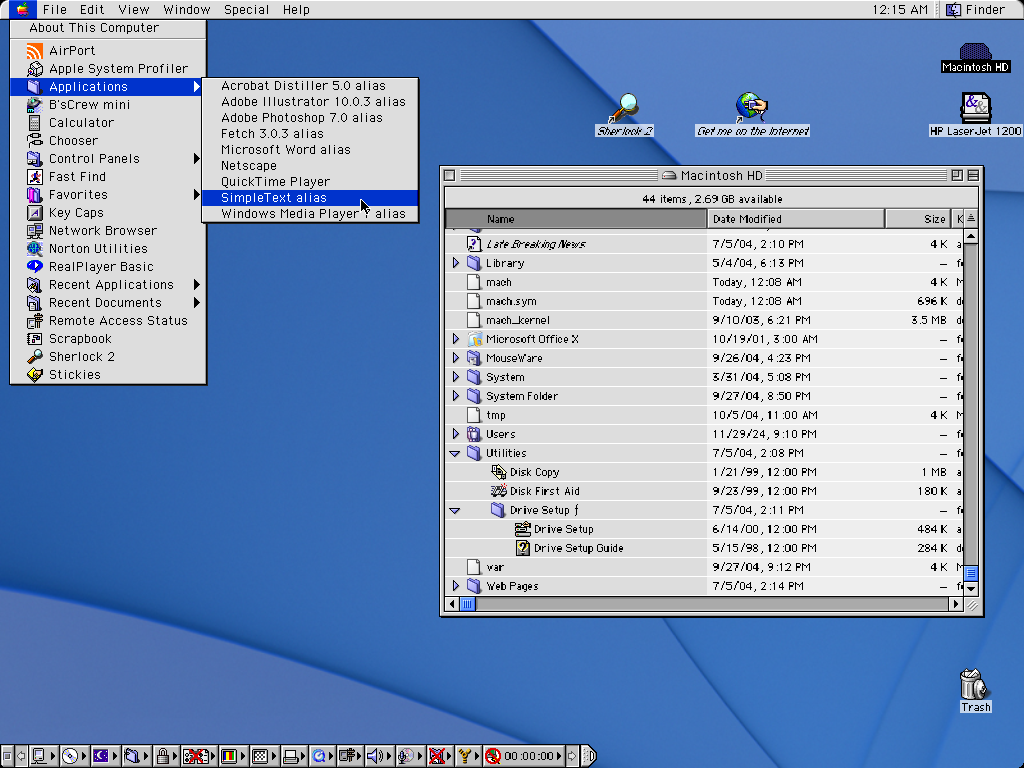 File Edit View Window Special Help 12:15 AM Finder
About This Computer
AirPort
Apple System Profiler
Applications
B'sCrew mini
Calculator
Chooser
Control Panels
Fast Find
Favorites
Key Caps
Network Browser
Norton Utilities
RealPlayer Basic
Recent Applications
Recent Documents
Remote Access Status
Scrapbook
Sherlock 2
Stickies
Acrobat Distiller 5.0 alias
Adobe Illustrator 10.0.3 alias
Adobe Photoshop 7.0 alias
Fetch 3.0.3 alias
Microsoft Word alias
Netscape
QuickTime Player
SimpleText alias
Windows Media Player alias
Macintosh HD
Sherlock 2
Get me on the Internet
HP LaserJet 1200
Macintosh HD
44 items, 2.69 GB available
Name Date Modified Size K
Late Breaking News 7/5/04, 2:10 PM 4 K a
Library 5/4/04, 6:13 PM –
mach Today, 12:08 AM 4 K
mach.sym Today, 12:08 AM 696 K
mach_kernel 9/10/03, 6:21 PM 3.5 MB
Microsoft Office X 10/19/01, 3:00 AM –
MouseWare 9/26/04, 4:23 PM –
System 3/31/04, 5:08 PM –
System Folder 9/27/04, 8:50 PM –
tmp 10/5/04, 11:00 AM 4 K
Users 11/29/24, 9:10 PM –
Utilities 7/5/04, 2:08 PM –
Disk Copy 1/21/99, 12:00 PM 1 MB a
Disk First Aid 9/23/99, 12:00 PM 180 K a
Drive Setup ƒ 7/5/04, 2:11 PM –
Drive Setup 6/14/00, 12:00 PM 484 K a
Drive Setup Guide 5/15/98, 12:00 PM 284 K
var 9/27/04, 9:12 PM 4 K
Web Pages 7/5/04, 2:14 PM –
Trash
00:00:00